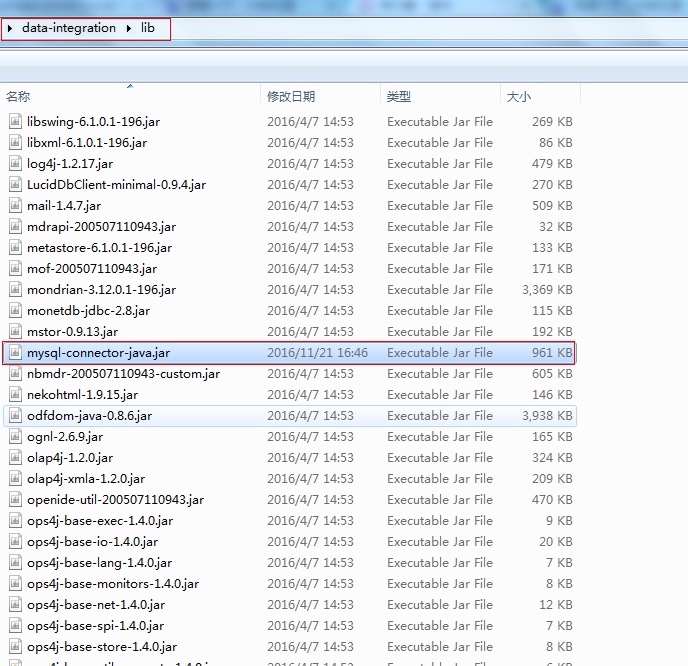 data-integration lib
名称 修改日期 类型 大小
libswing-6.1.0.1-196.jar 2016/4/7 14:53 Executable Jar File 269 KB
libxml-6.1.0.1-196.jar 2016/4/7 14:53 Executable Jar File 86 KB
log4j-1.2.17.jar 2016/4/7 14:53 Executable Jar File 479 KB
LucidDbClient-minimal-0.9.4.jar 2016/4/7 14:53 Executable Jar File 270 KB
mail-1.4.7.jar 2016/4/7 14:53 Executable Jar File 509 KB
mdrapi-200507110943.jar 2016/4/7 14:53 Executable Jar File 32 KB
metastore-6.1.0.1-196.jar 2016/4/7 14:53 Executable Jar File 133 KB
mof-200507110943.jar 2016/4/7 14:53 Executable Jar File 171 KB
mondrian-3.12.0.1-196.jar 2016/4/7 14:53 Executable Jar File 3,369 KB
monetdb-jdbc-2.8.jar 2016/4/7 14:53 Executable Jar File 115 KB
mstor-0.9.13.jar 2016/4/7 14:53 Executable Jar File 192 KB
mysql-connector-java.jar 2016/11/21 16:46 Executable Jar File 961 KB
nbmdr-200507110943-custom.jar 2016/4/7 14:53 Executable Jar File 605 KB
nekohtml-1.9.15.jar 2016/4/7 14:53 Executable Jar File 146 KB
odfdom-java-0.8.6.jar 2016/4/7 14:53 Executable Jar File 3,938 KB
ognl-2.6.9.jar 2016/4/7 14:53 Executable Jar File 165 KB
olap4j-1.2.0.jar 2016/4/7 14:53 Executable Jar File 324 KB
olap4j-xmla-1.2.0.jar 2016/4/7 14:53 Executable Jar File 209 KB
openide-util-200507110943.jar 2016/4/7 14:53 Executable Jar File 470 KB
ops4j-base-exec-1.4.0.jar 2016/4/7 14:53 Executable Jar File 9 KB
ops4j-base-io-1.4.0.jar 2016/4/7 14:53 Executable Jar File 20 KB
ops4j-base-lang-1.4.0.jar 2016/4/7 14:53 Executable Jar File 7 KB
ops4j-base-monitors-1.4.0.jar 2016/4/7 14:53 Executable Jar File 8 KB
ops4j-base-net-1.4.0.jar 2016/4/7 14:53 Executable Jar File 12 KB
ops4j-base-spi-1.4.0.jar 2016/4/7 14:53 Executable Jar File 7 KB
ops4j-base-store-1.4.0.jar 2016/4/7 14:53 Executable Jar File 8 KB